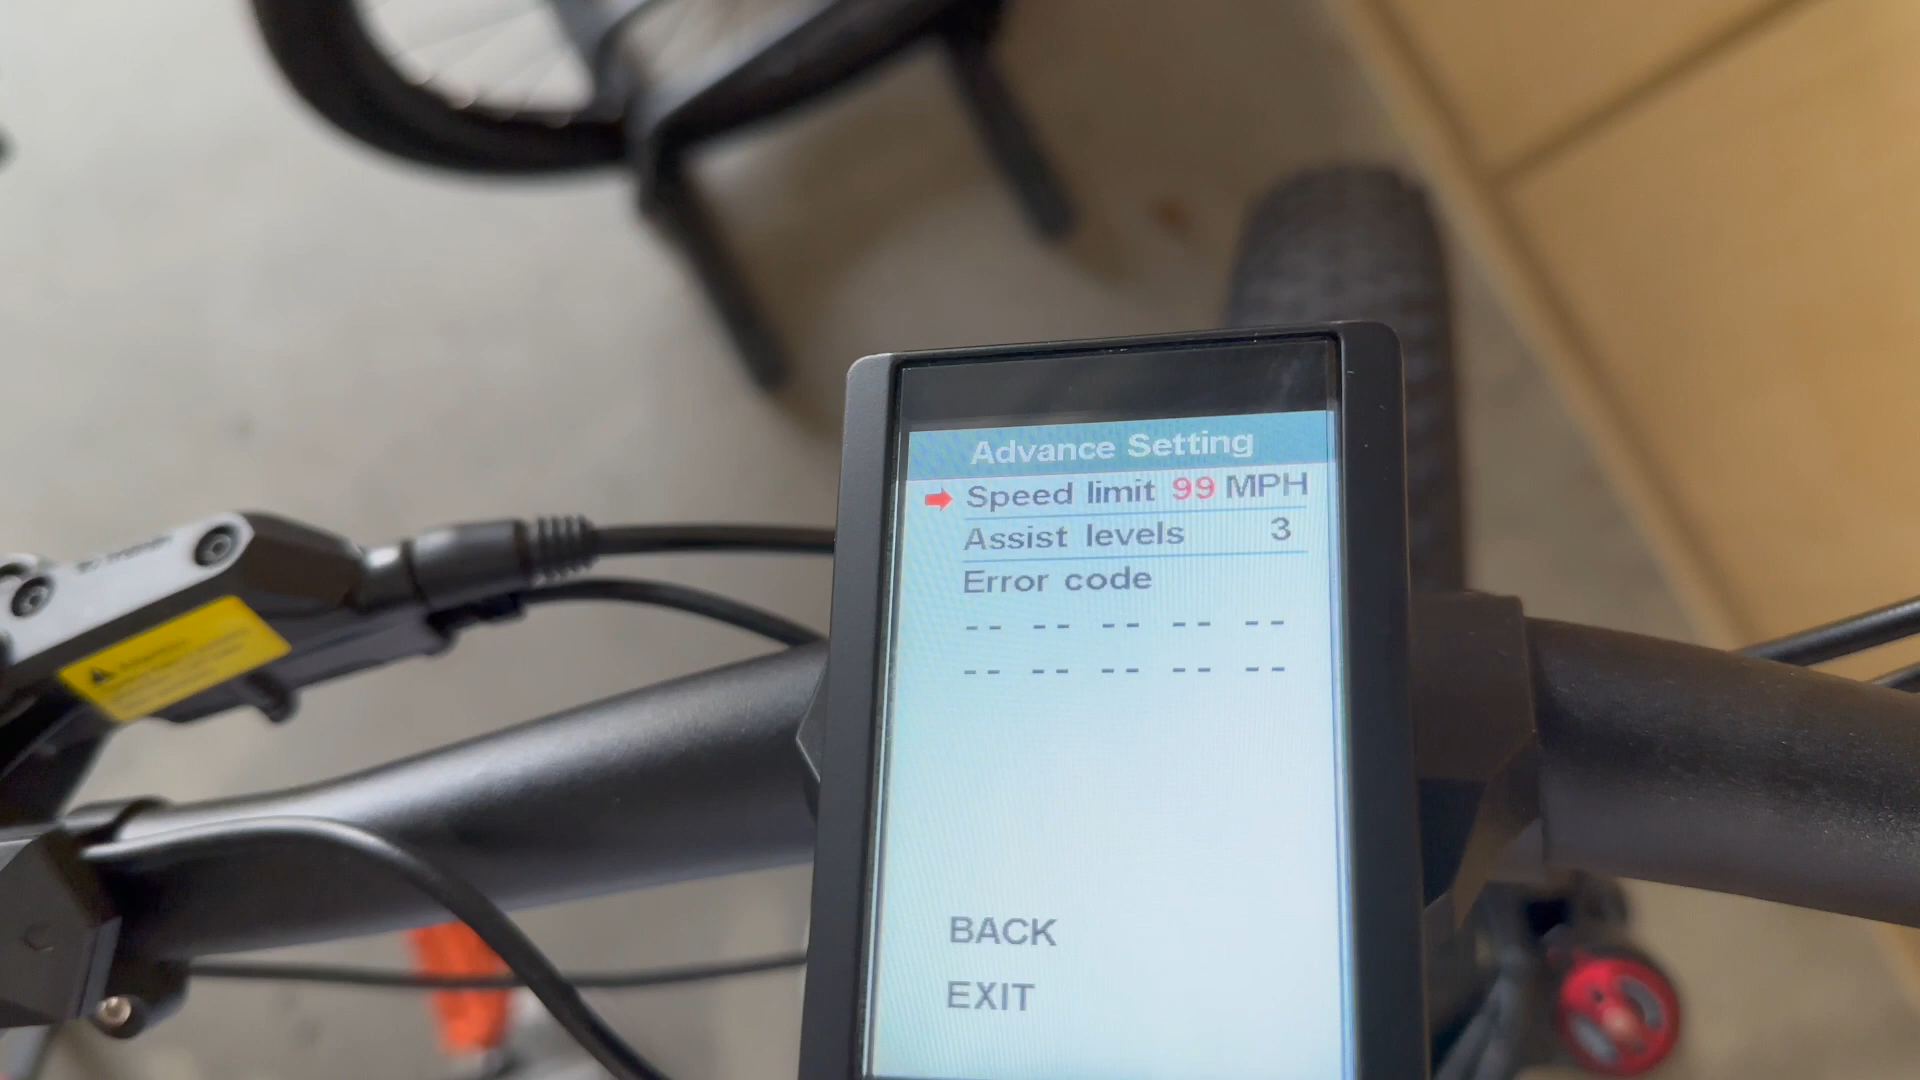 Advance Setting
Speed limit 99 MPH
Assist levels 3
Error code
-- -- -- -- --
-- -- -- -- --
BACK
EXIT